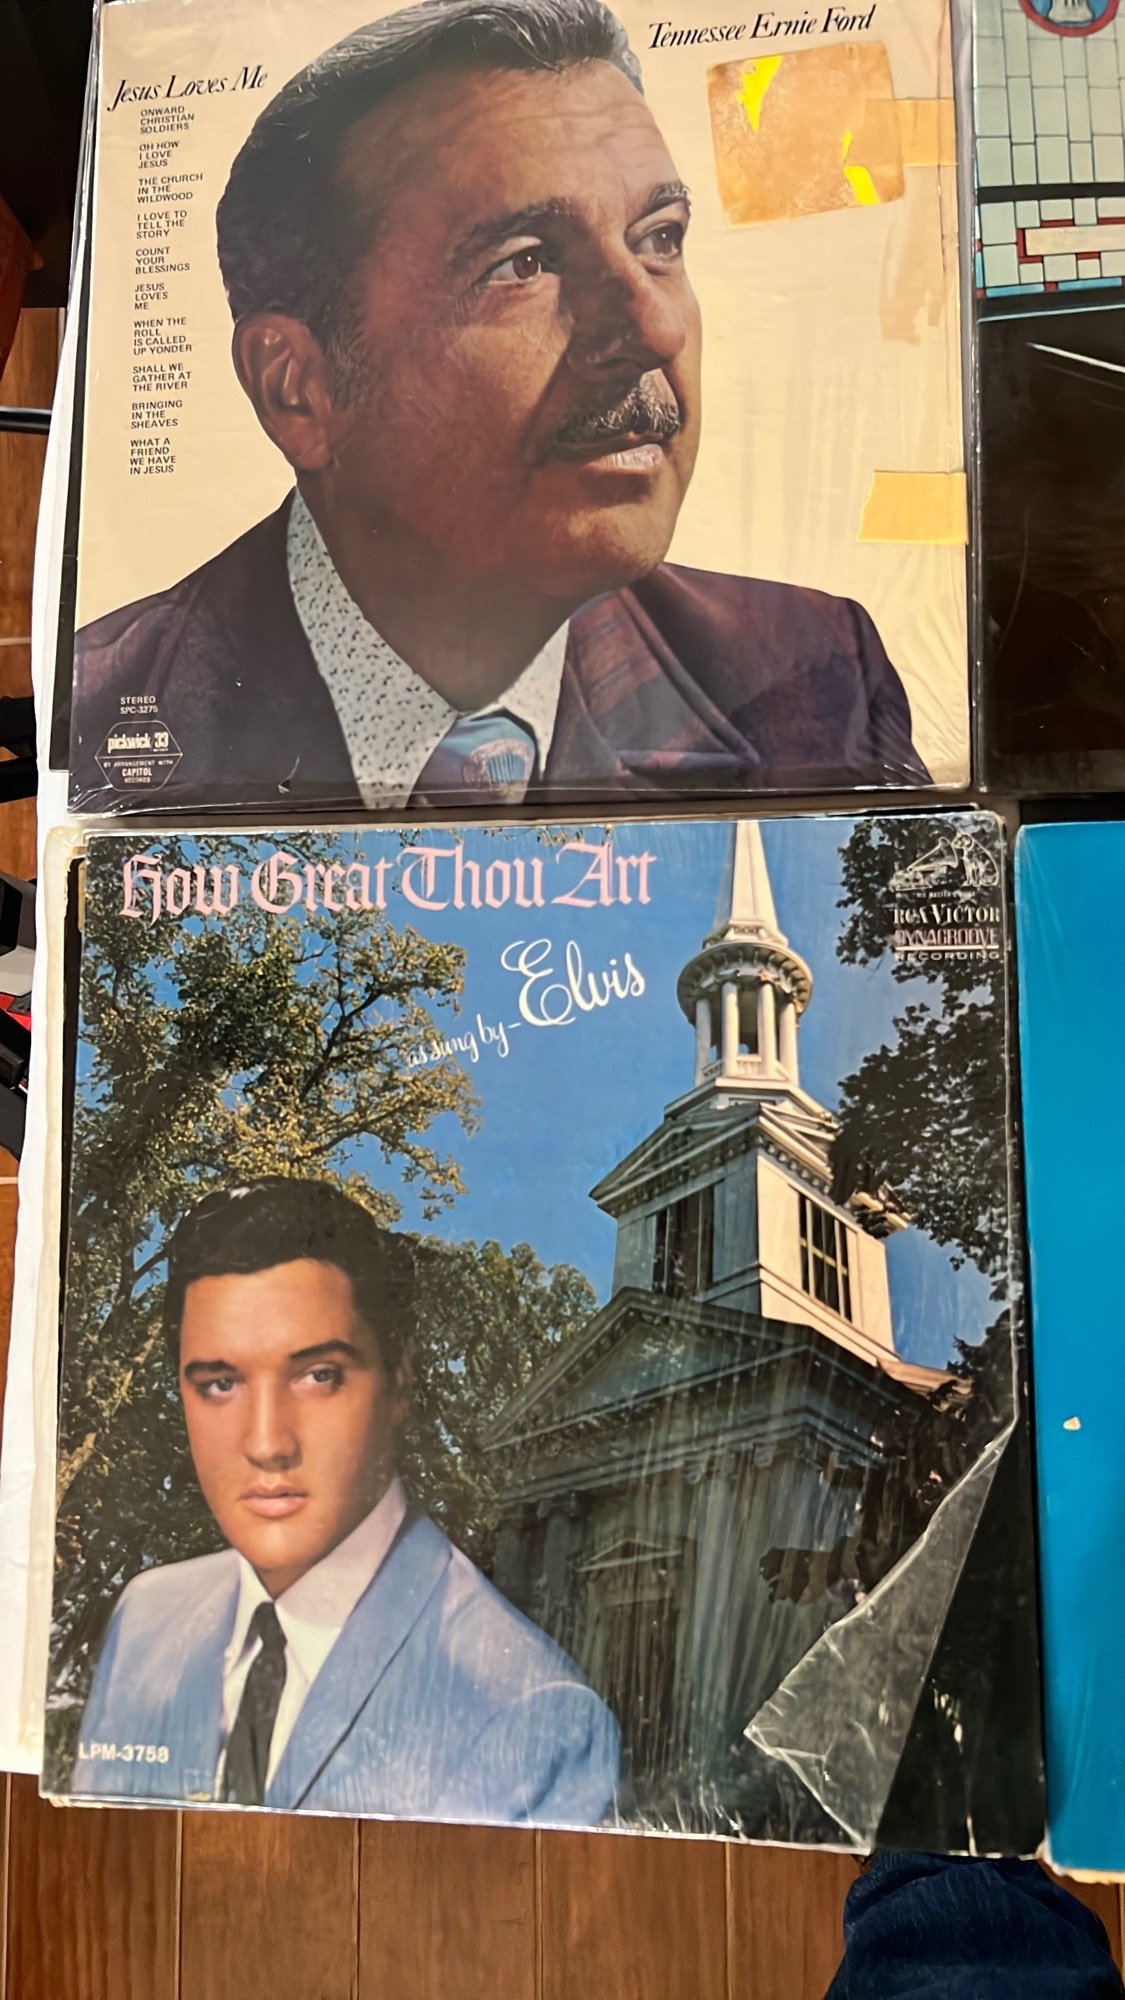 Tennessee Ernie Ford
Jesus Loves Me
ONWARD
CHRISTIAN
SOLDIERS
OH HOW
I LOVE
JESUS
THE CHURCH
IN THE
WILDWOOD
I LOVE TO
TELL THE
STORY
COUNT
YOUR
BLESSINGS
JESUS
LOVES
ME
WHEN THE
ROLL
IS CALLED
UP YONDER
SHALL WE
GATHER AT
THE RIVER
BRINGING
IN THE
SHEAVES
WHAT A
FRIEND
WE HAVE
IN JESUS
STEREO
SPC-3275
pickwick 33
BY ARRANGEMENT WITH
CAPITOL
RECORDS
How Great Thou Art
as sung by-
Elvis
"HIS MASTER'S VOICE"
RCA VICTOR
DYNAGROOVE
RECORDING
LPM-3758